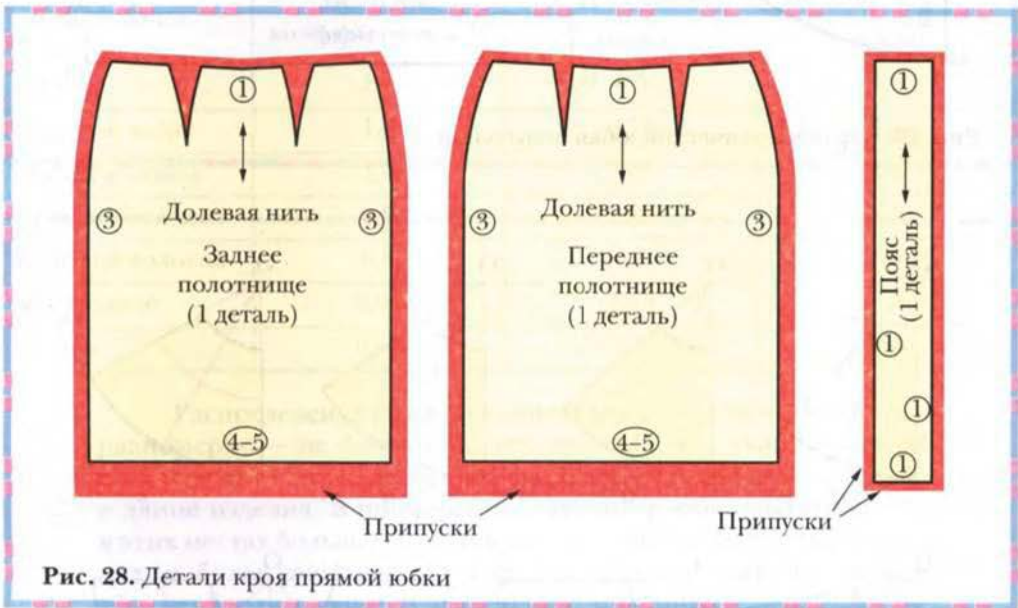 ①
③
③
Долевая нить
Заднее
полотнище
(1 деталь)
④–⑤
①
③
③
Долевая нить
Переднее
полотнище
(1 деталь)
④–⑤
①
Пояс
(1 деталь)
①
①
①
Припуски
Припуски
Рис. 28. Детали кроя прямой юбки